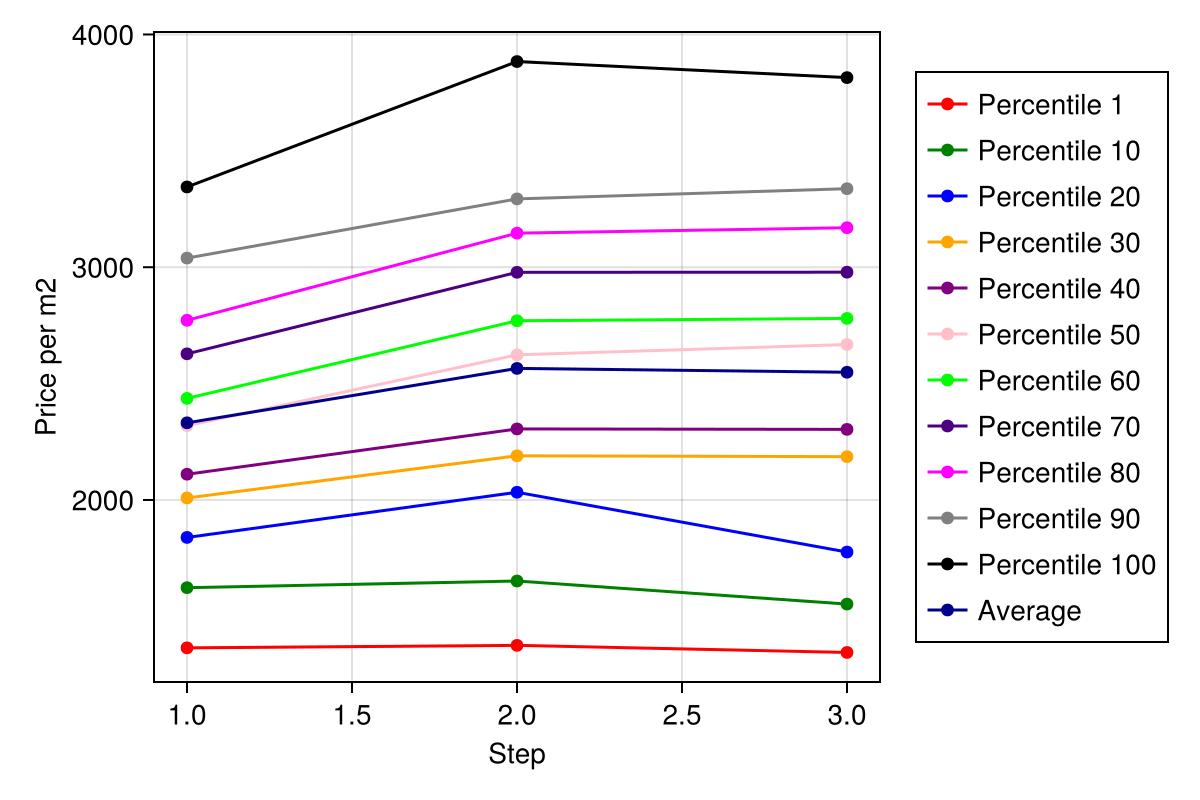 4000
3000
2000
Price per m2
1.0 1.5 2.0 2.5 3.0
Step
Percentile 1
Percentile 10
Percentile 20
Percentile 30
Percentile 40
Percentile 50
Percentile 60
Percentile 70
Percentile 80
Percentile 90
Percentile 100
Average